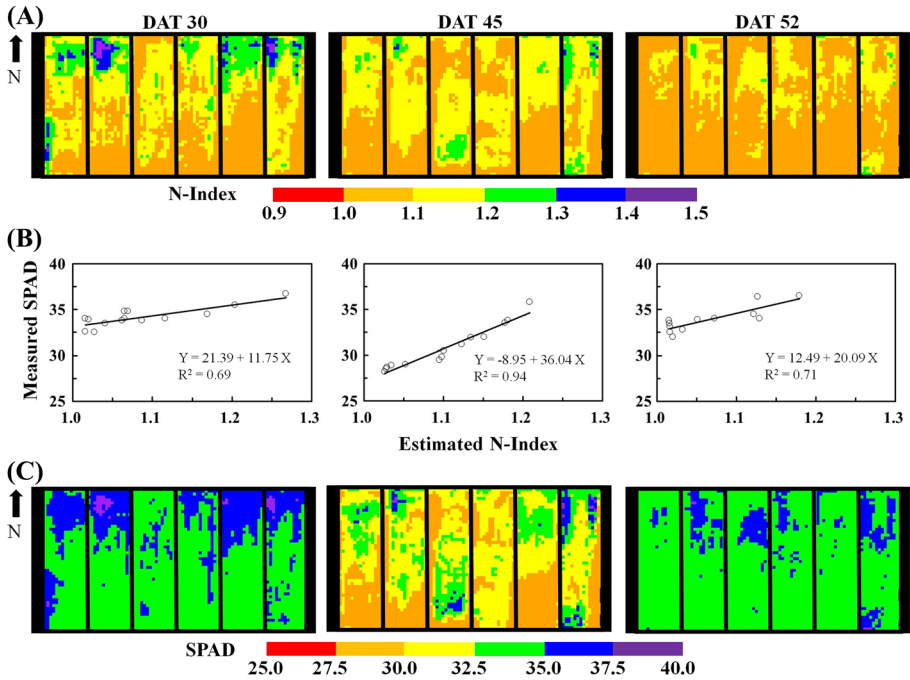 (A)
DAT 30 DAT 45 DAT 52
N
N-Index
0.9 1.0 1.1 1.2 1.3 1.4 1.5
(B)
Measured SPAD
40 40 40
35 35 35
30 30 30
25 25 25
Y = 21.39 + 11.75 X
R² = 0.69
Y = -8.95 + 36.04 X
R² = 0.94
Y = 12.49 + 20.09 X
R² = 0.71
1.0 1.1 1.2 1.3 1.0 1.1 1.2 1.3 1.0 1.1 1.2 1.3
Estimated N-Index
(C)
N
SPAD
25.0 27.5 30.0 32.5 35.0 37.5 40.0